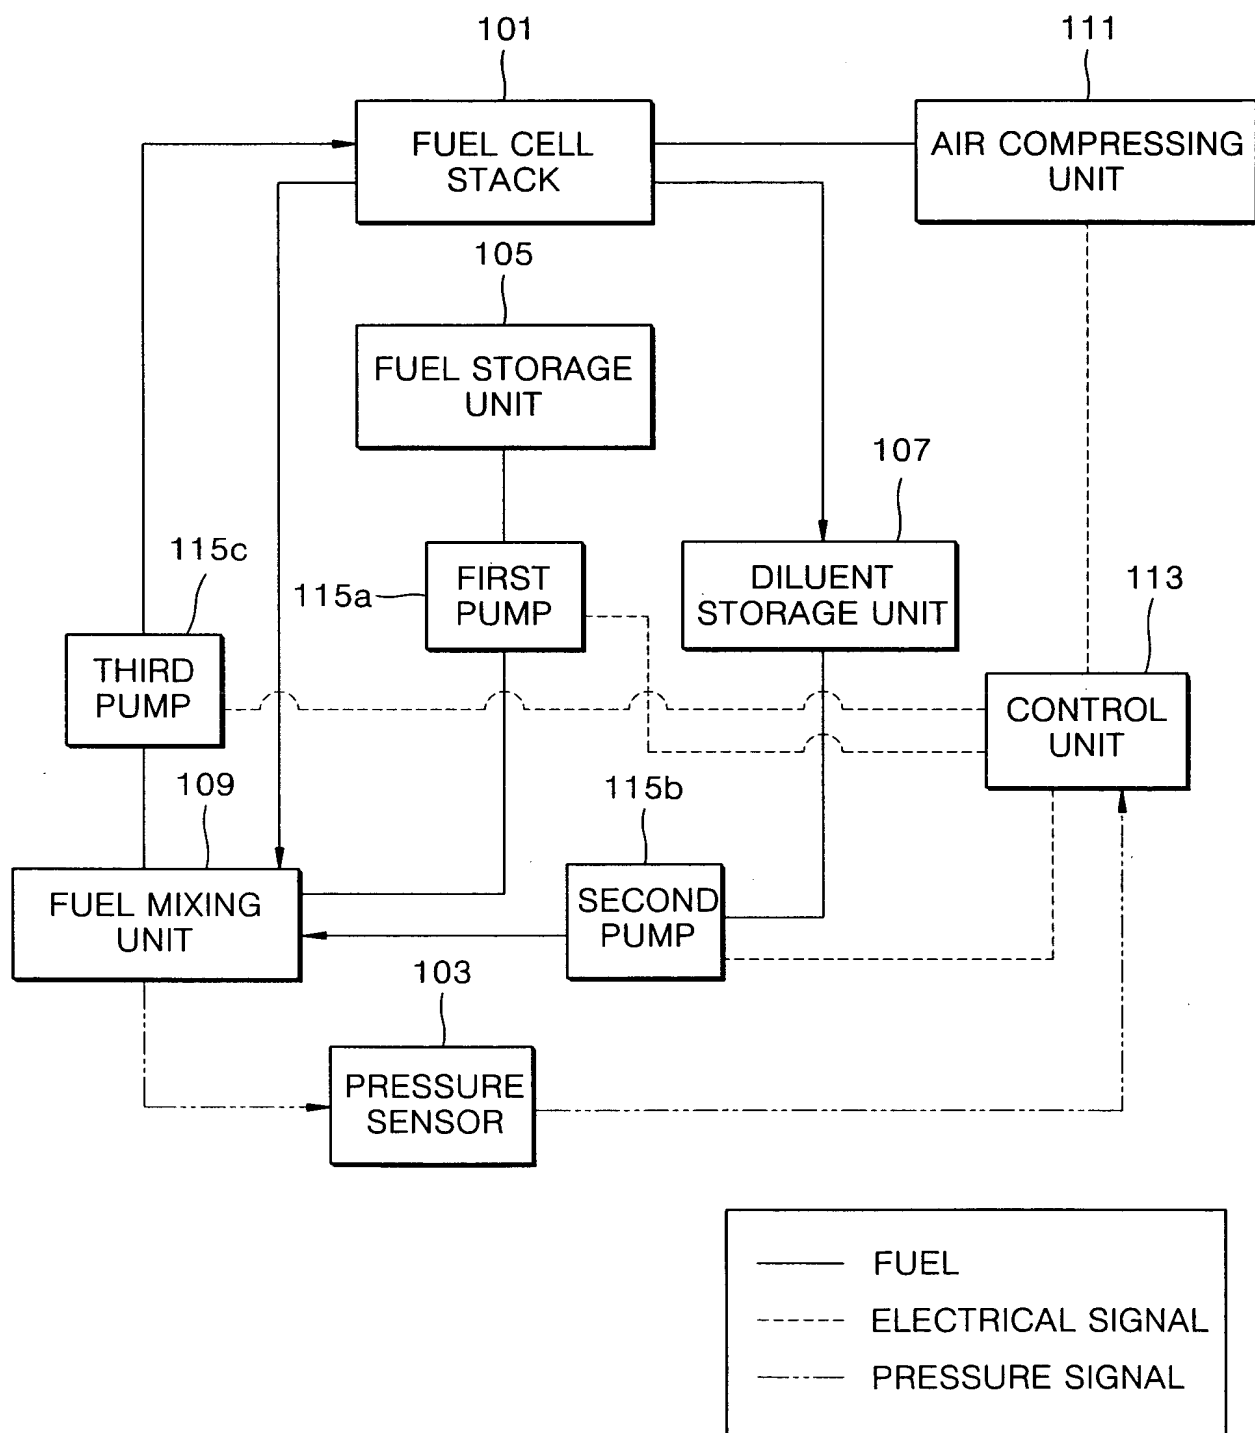 101
111
FUEL CELL
STACK
AIR COMPRESSING
UNIT
105
FUEL STORAGE
UNIT
107
115c
115a
FIRST
PUMP
DILUENT
STORAGE UNIT
113
THIRD
PUMP
CONTROL
UNIT
109
115b
FUEL MIXING
UNIT
SECOND
PUMP
103
PRESSURE
SENSOR
FUEL
ELECTRICAL SIGNAL
PRESSURE SIGNAL